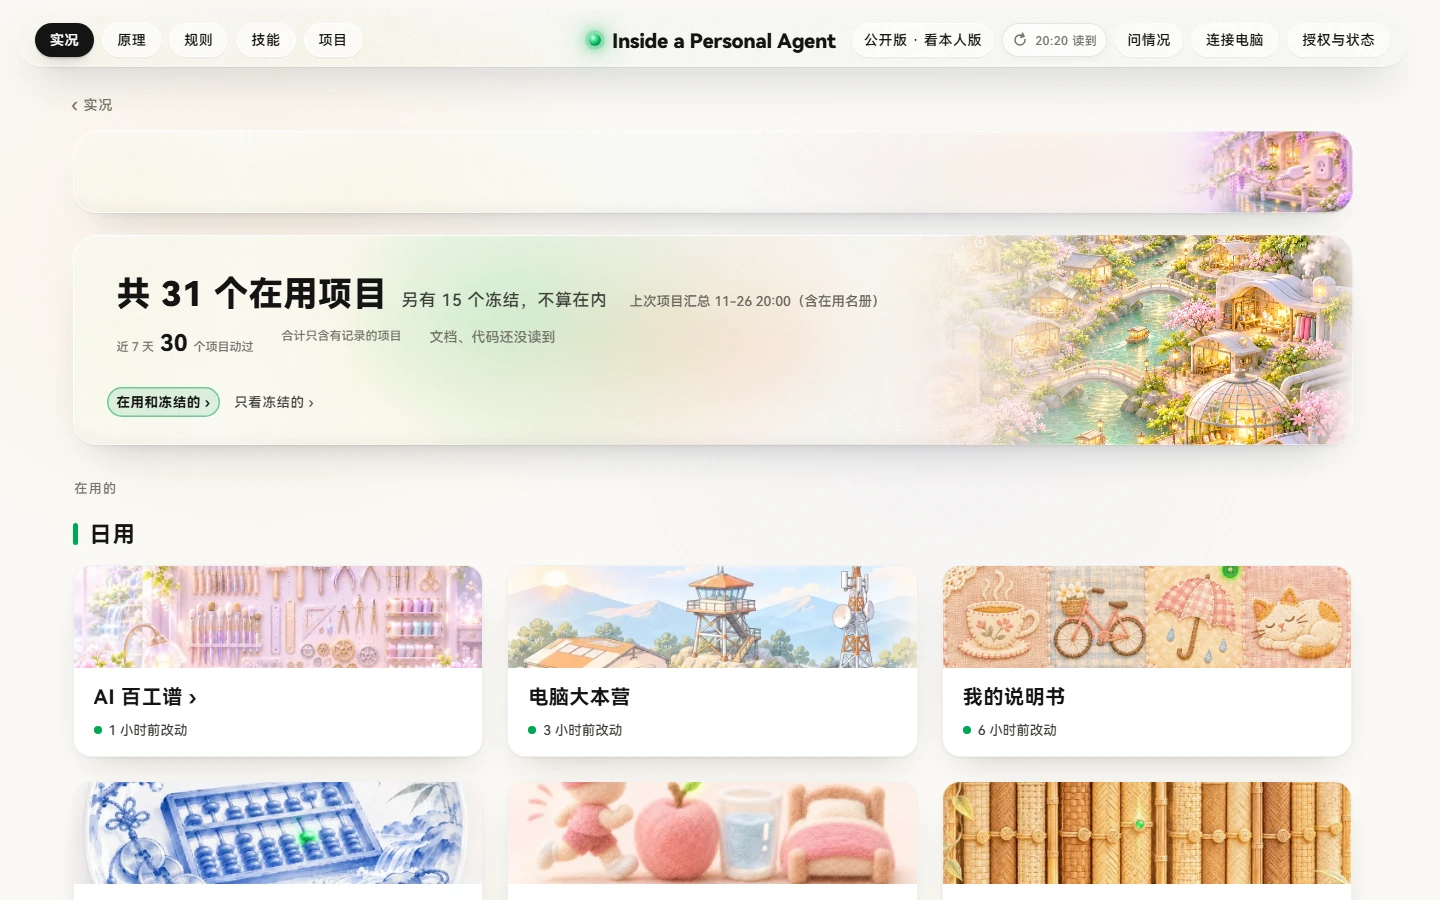 实况
原理
规则
技能
项目
Inside a Personal Agent
公开版 · 看本人版
20:20 读到
问情况
连接电脑
授权与状态
‹ 实况
共 31 个在用项目 另有 15 个冻结，不算在内 上次项目汇总 11-26 20:00（含在用名册）
近 7 天 30 个项目动过 合计只含有记录的项目 文档、代码还没读到
在用和冻结的 › 只看冻结的 ›
在用的
日用
AI 百工谱 ›
1 小时前改动
电脑大本营
3 小时前改动
我的说明书
6 小时前改动